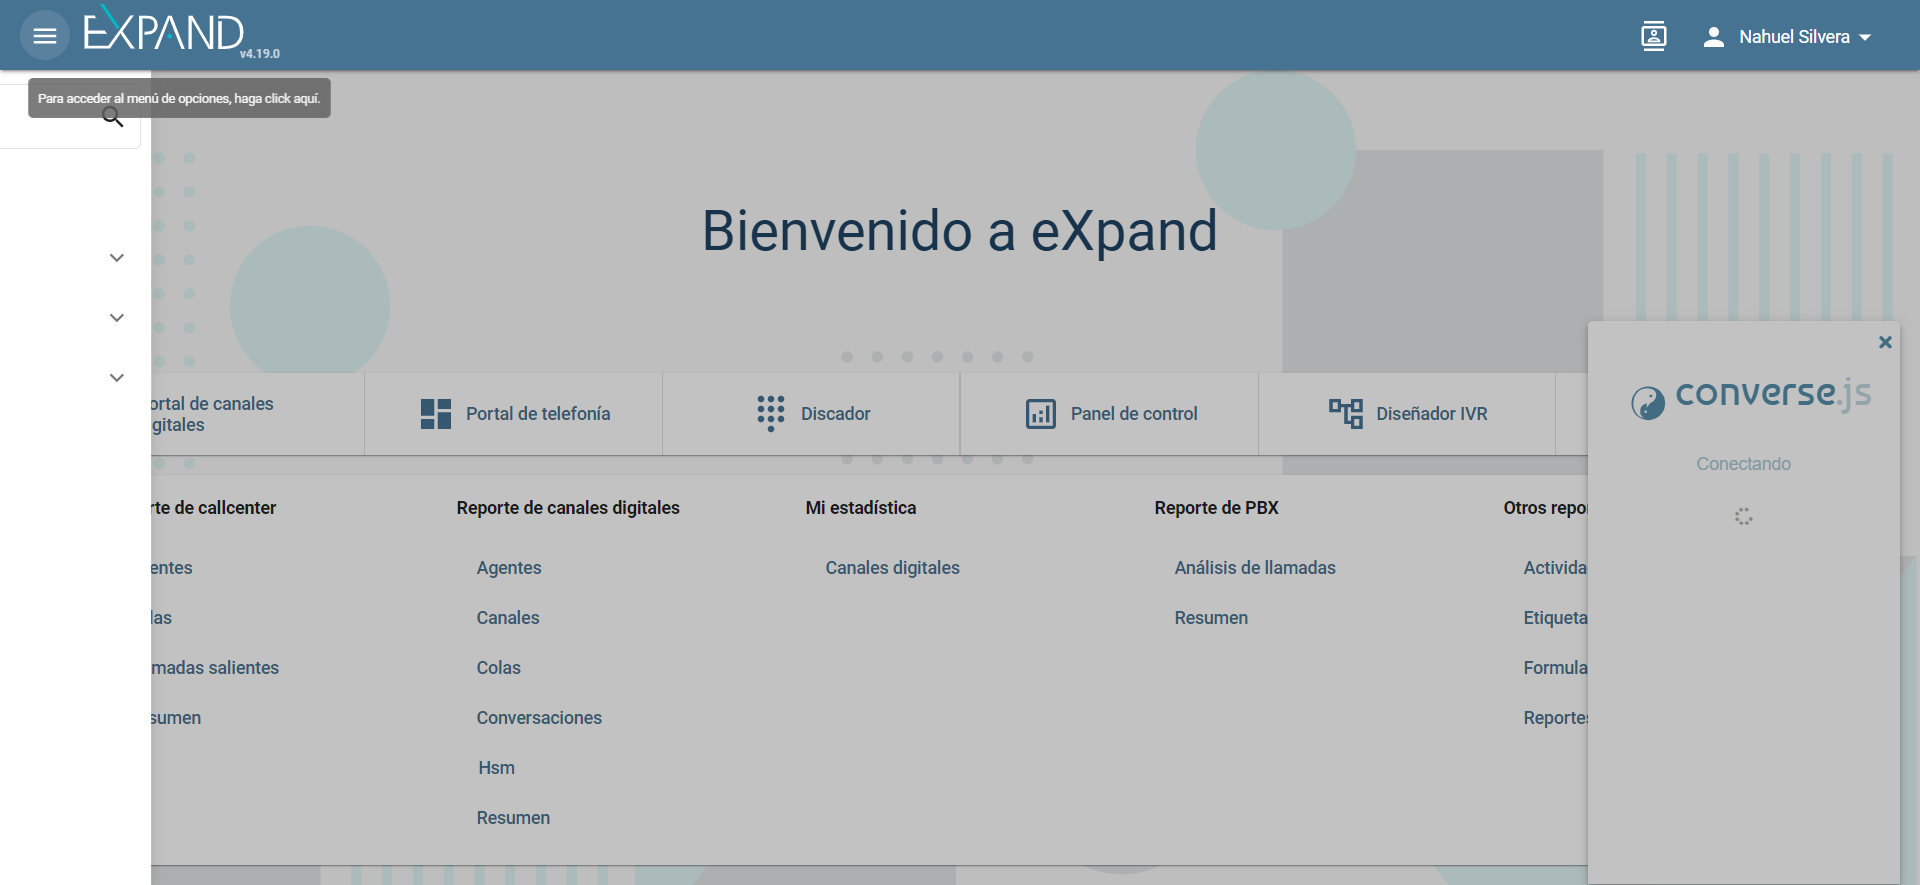 EXPAND
v4.19.0
Nahuel Silvera
Para acceder al menú de opciones, haga click aquí.
Bienvenido a eXpand
ortal de canales
gitales
Portal de telefonía
Discador
Panel de control
Diseñador IVR
converse.js
Conectando
rte de callcenter
entes
las
madas salientes
sumen
Reporte de canales digitales
Agentes
Canales
Colas
Conversaciones
Hsm
Resumen
Mi estadística
Canales digitales
Reporte de PBX
Análisis de llamadas
Resumen
Otros repo
Activida
Etiqueta
Formula
Reportes